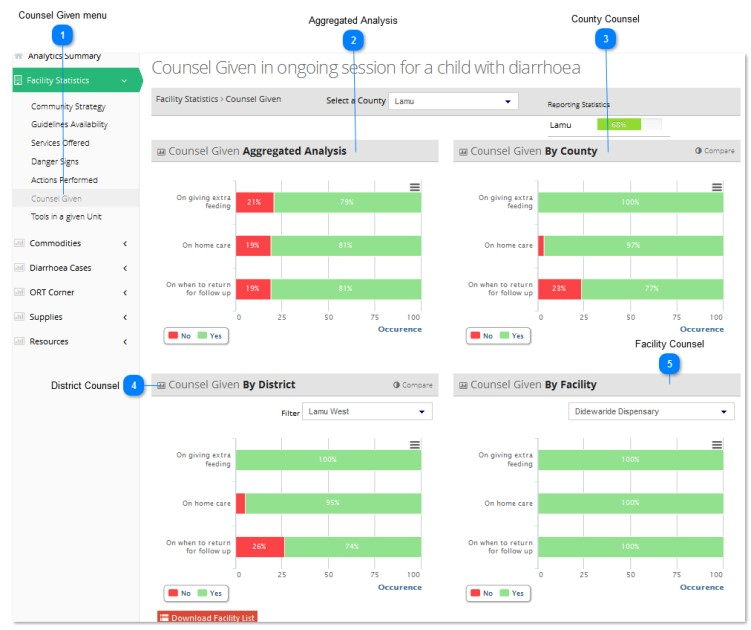 Counsel Given menu
1
Aggregated Analysis
2
County Counsel
3
Analytics Summary
Facility Statistics
Community Strategy
Guidelines Availability
Services Offered
Danger Signs
Actions Performed
Counsel Given
Tools in a given Unit
Commodities
Diarrhoea Cases
ORT Corner
Supplies
Resources
Counsel Given in ongoing session for a child with diarrhoea
Facility Statistics > Counsel Given
Select a County Lamu
Reporting Statistics
Lamu 68%
Counsel Given Aggregated Analysis
On giving extra
feeding
21% 79%
On home care 19% 81%
On when to return
for follow up
19% 81%
0 25 50 75 100
Occurence
No Yes
Counsel Given By County
Compare
On giving extra
feeding
100%
On home care 97%
On when to return
for follow up
23% 77%
0 25 50 75 100
Occurence
No Yes
Facility Counsel
5
District Counsel 4
Counsel Given By District
Compare
Filter Lamu West
On giving extra
feeding
100%
On home care 95%
On when to return
for follow up
26% 74%
0 25 50 75 100
Occurence
No Yes
Download Facility List
Counsel Given By Facility
Didewaride Dispensary
On giving extra
feeding
100%
On home care 100%
On when to return
for follow up
100%
0 25 50 75 100
Occurence
No Yes